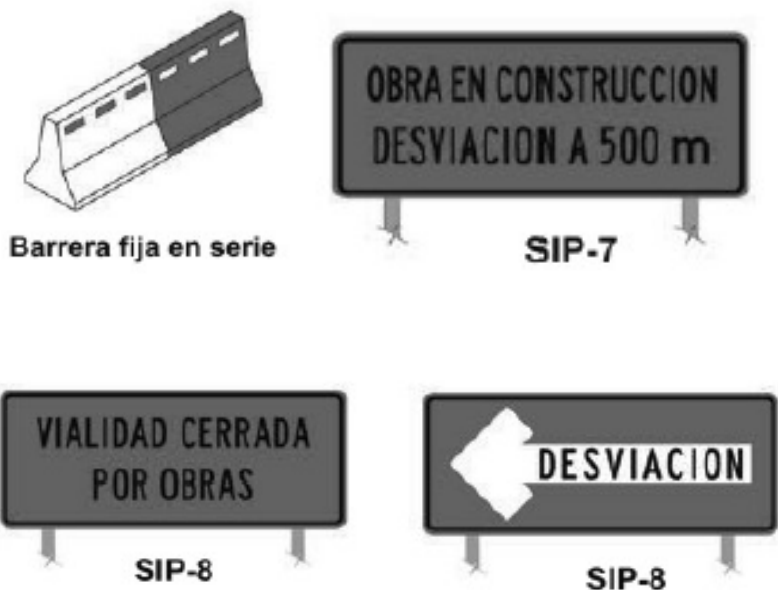 OBRA EN CONSTRUCCION
DESVIACION A 500 m
Barrera fija en serie
SIP-7
VIALIDAD CERRADA
POR OBRAS
SIP-8
DESVIACION
SIP-8